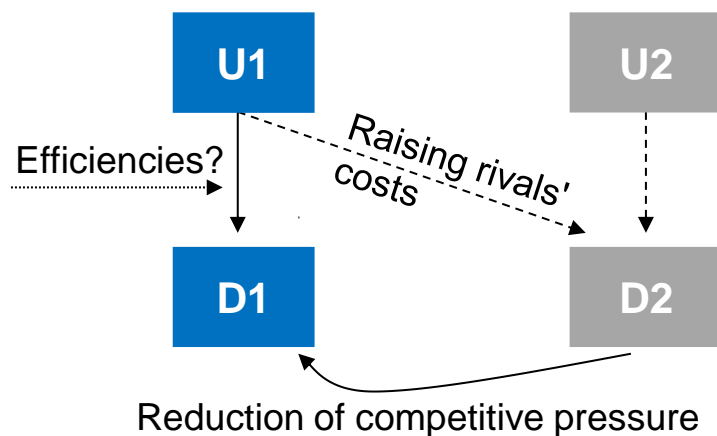 U1
U2
Efficiencies?
Raising rivals'
costs
D1
D2
Reduction of competitive pressure